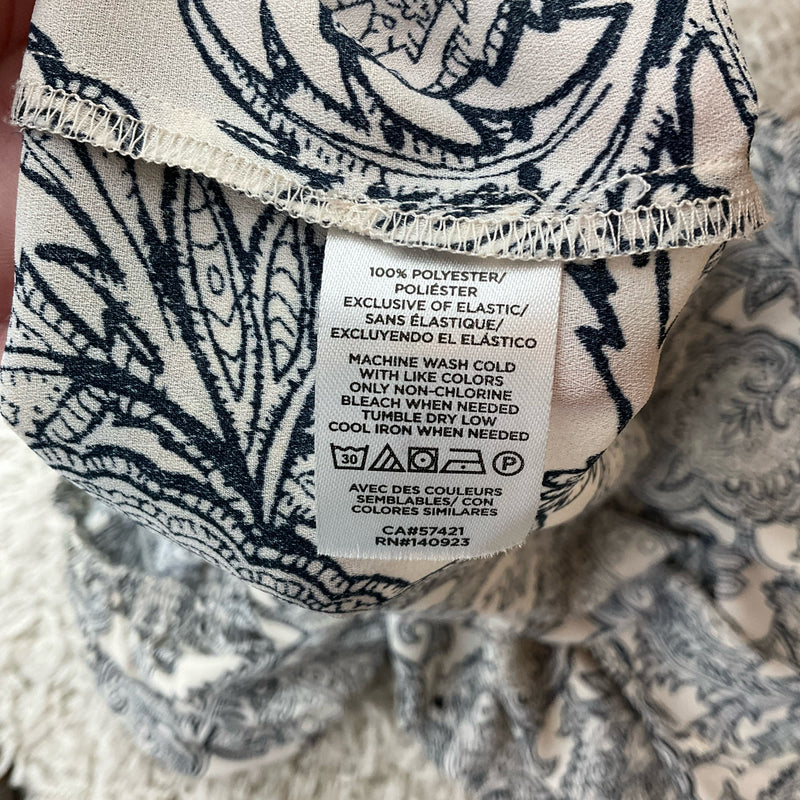 100% POLYESTER/
POLIÉSTER
EXCLUSIVE OF ELASTIC/
SANS ÉLASTIQUE/
EXCLUYENDO EL ELÁSTICO
MACHINE WASH COLD
WITH LIKE COLORS
ONLY NON-CHLORINE
BLEACH WHEN NEEDED
TUMBLE DRY LOW
COOL IRON WHEN NEEDED
30 P
AVEC DES COULEURS
SEMBLABLES/ CON
COLORES SIMILARES
CA#57421
RN#140923